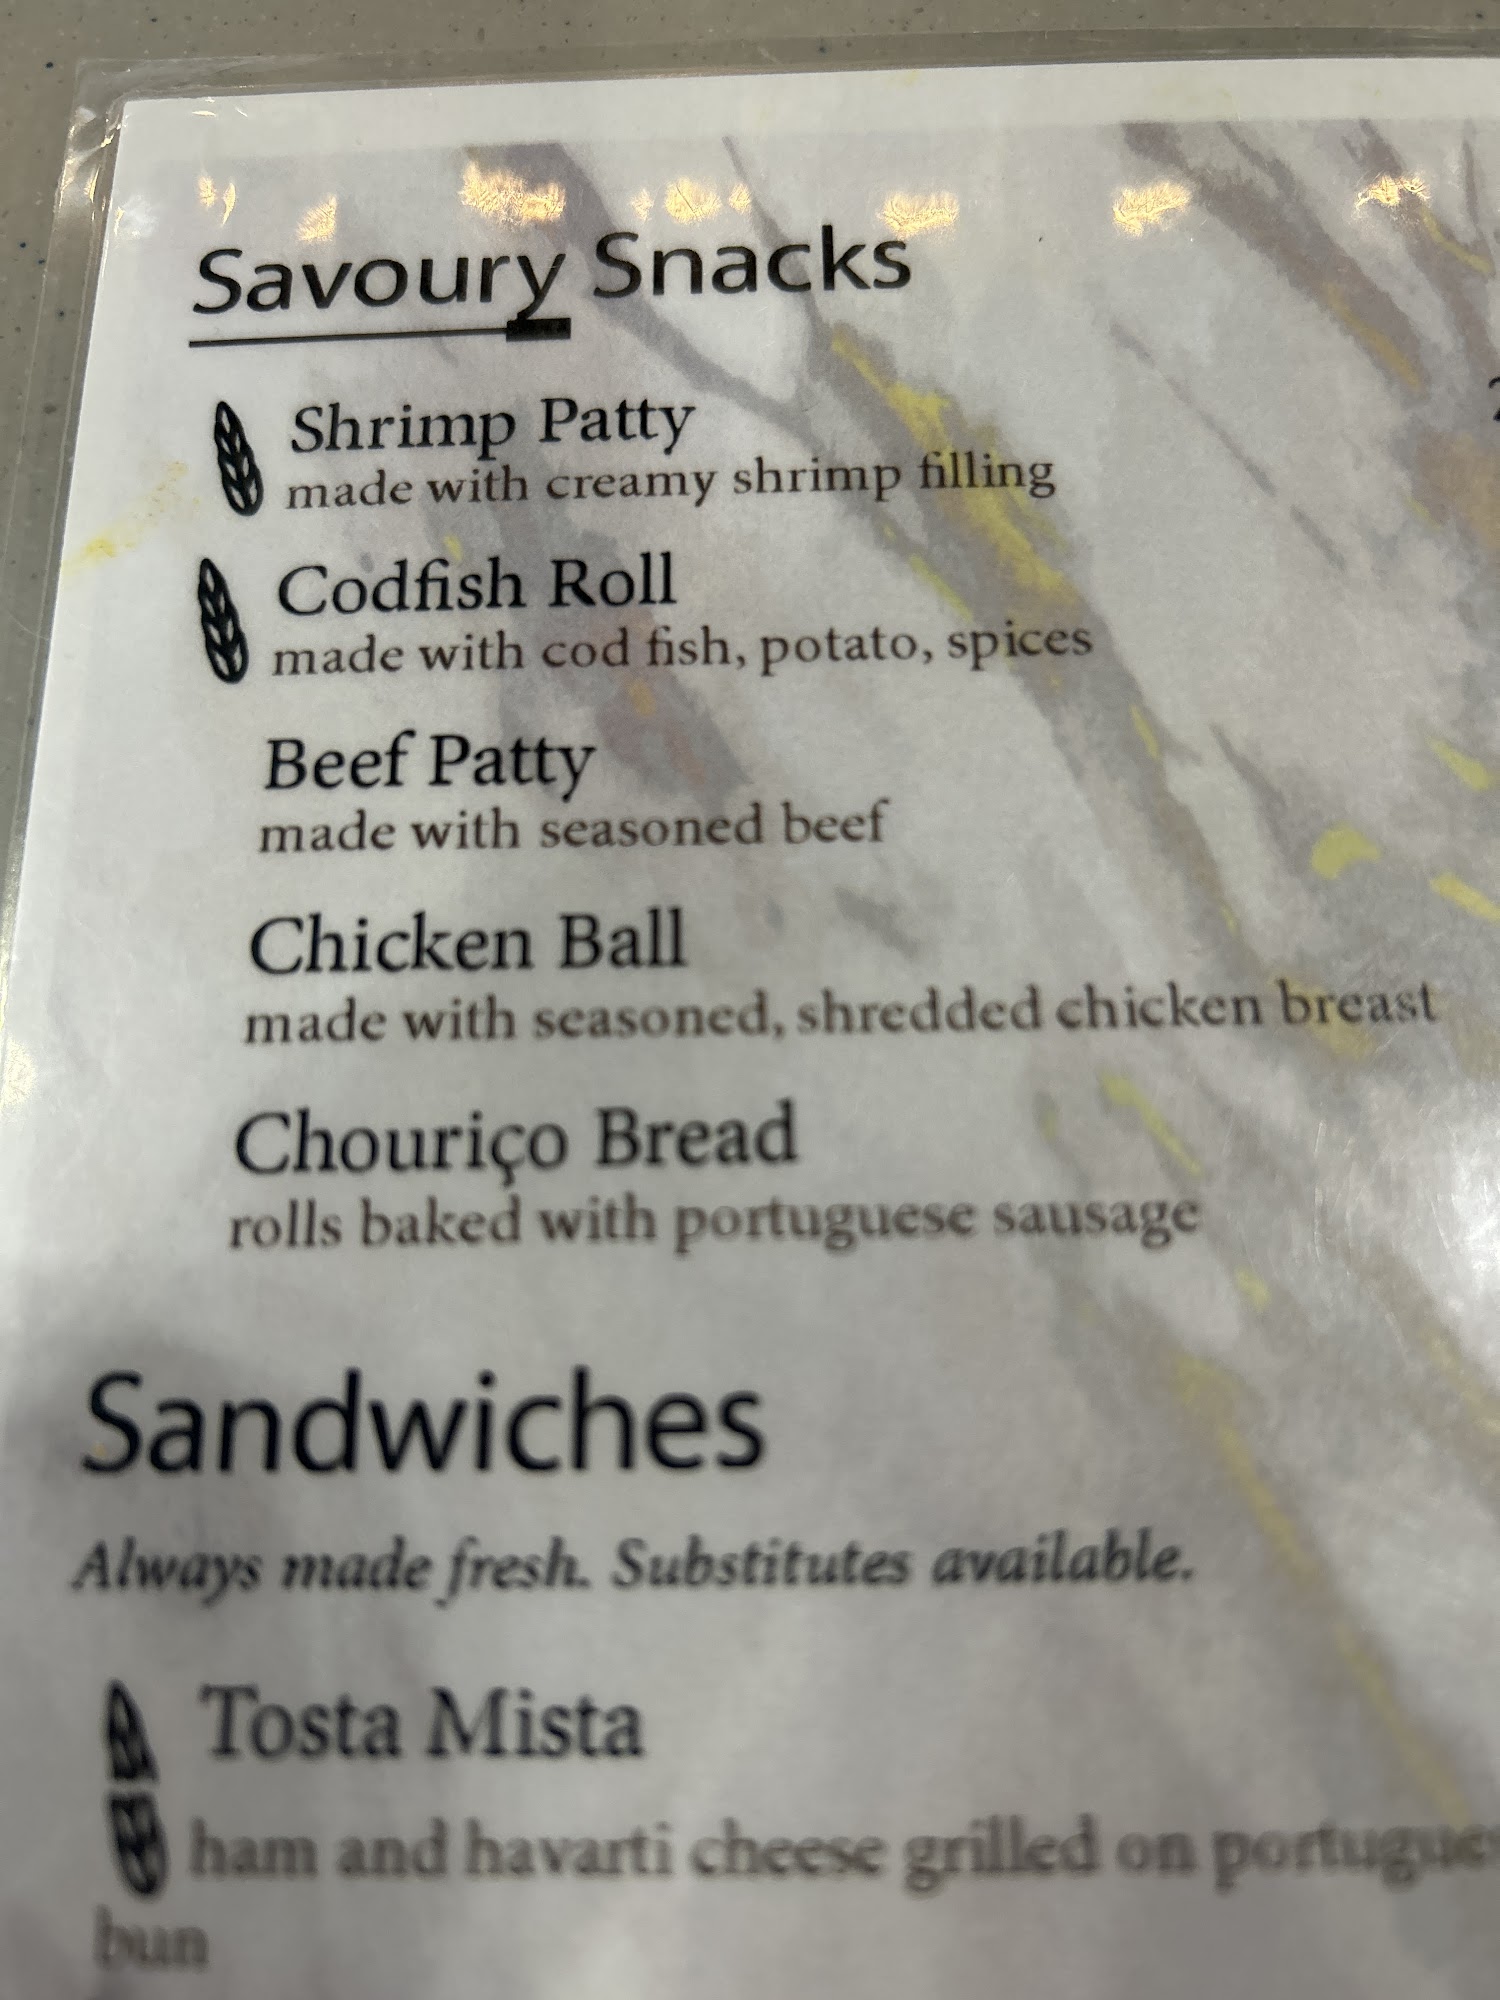 Savoury Snacks
Shrimp Patty
made with creamy shrimp filling
Codfish Roll
made with cod fish, potato, spices
Beef Patty
made with seasoned beef
Chicken Ball
made with seasoned, shredded chicken breast
Chouriço Bread
rolls baked with portuguese sausage
Sandwiches
Always made fresh. Substitutes available.
Tosta Mista
ham and havarti cheese grilled on
bun